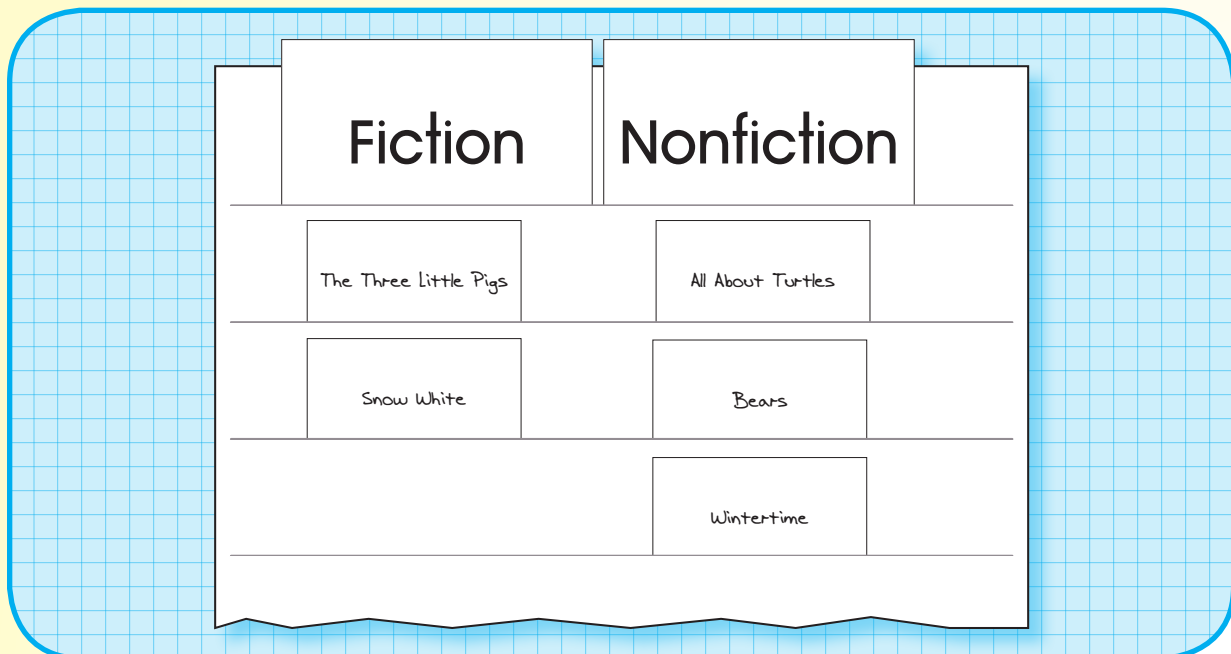 Fiction Nonfiction
The Three Little Pigs All About Turtles
Snow White Bears
Wintertime